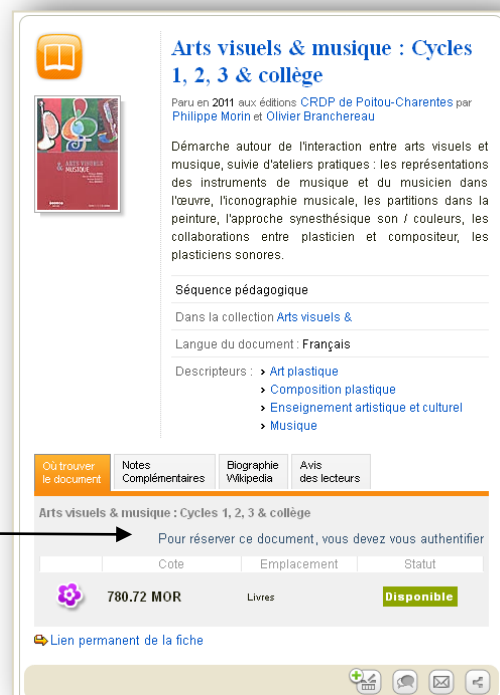 Arts visuels & musique : Cycles
1, 2, 3 & collège
Paru en 2011 aux éditions CRDP de Poitou-Charentes par
Philippe Morin et Olivier Branchereau
Démarche autour de l'interaction entre arts visuels et
musique, suivie d'ateliers pratiques : les représentations
des instruments de musique et du musicien dans
l'œuvre, l'iconographie musicale, les partitions dans la
peinture, l'approche synesthésique son / couleurs, les
collaborations entre plasticien et compositeur, les
plasticiens sonores.
ARTS VISUELS
& MUSIQUE
Séquence pédagogique
Dans la collection Arts visuels &
Langue du document : Français
Descripteurs : › Art plastique
› Composition plastique
› Enseignement artistique et culturel
› Musique
Où trouver
le document
Notes
Complémentaires
Biographie
Wikipedia
Avis
des lecteurs
Arts visuels & musique : Cycles 1, 2, 3 & collège
Pour réserver ce document, vous devez vous authentifier
Cote Emplacement Statut
780.72 MOR Livres Disponible
Lien permanent de la fiche